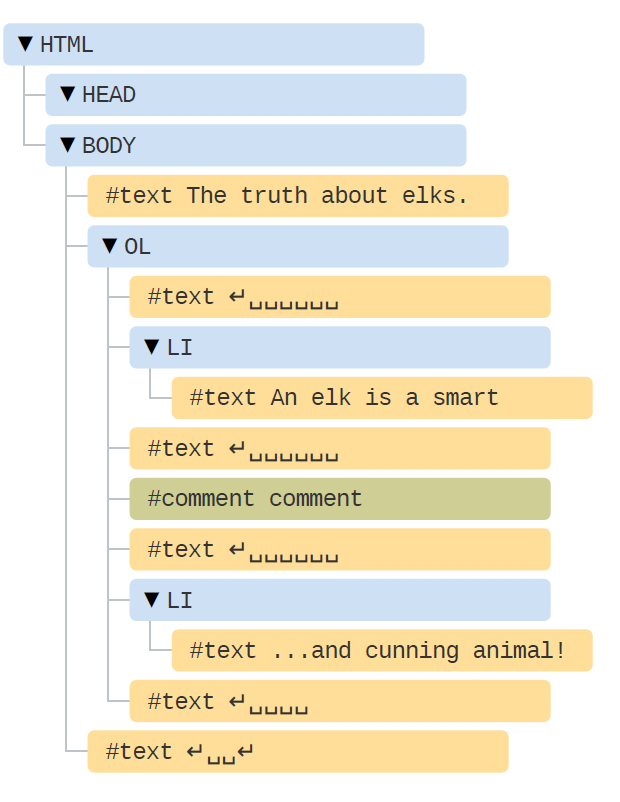 ▼ HTML
▼ HEAD
▼ BODY
#text The truth about elks.
▼ OL
#text ↵␣␣␣␣␣␣
▼ LI
#text An elk is a smart
#text ↵␣␣␣␣␣␣
#comment comment
#text ↵␣␣␣␣␣␣
▼ LI
#text ...and cunning animal!
#text ↵␣␣␣␣
#text ↵␣␣↵